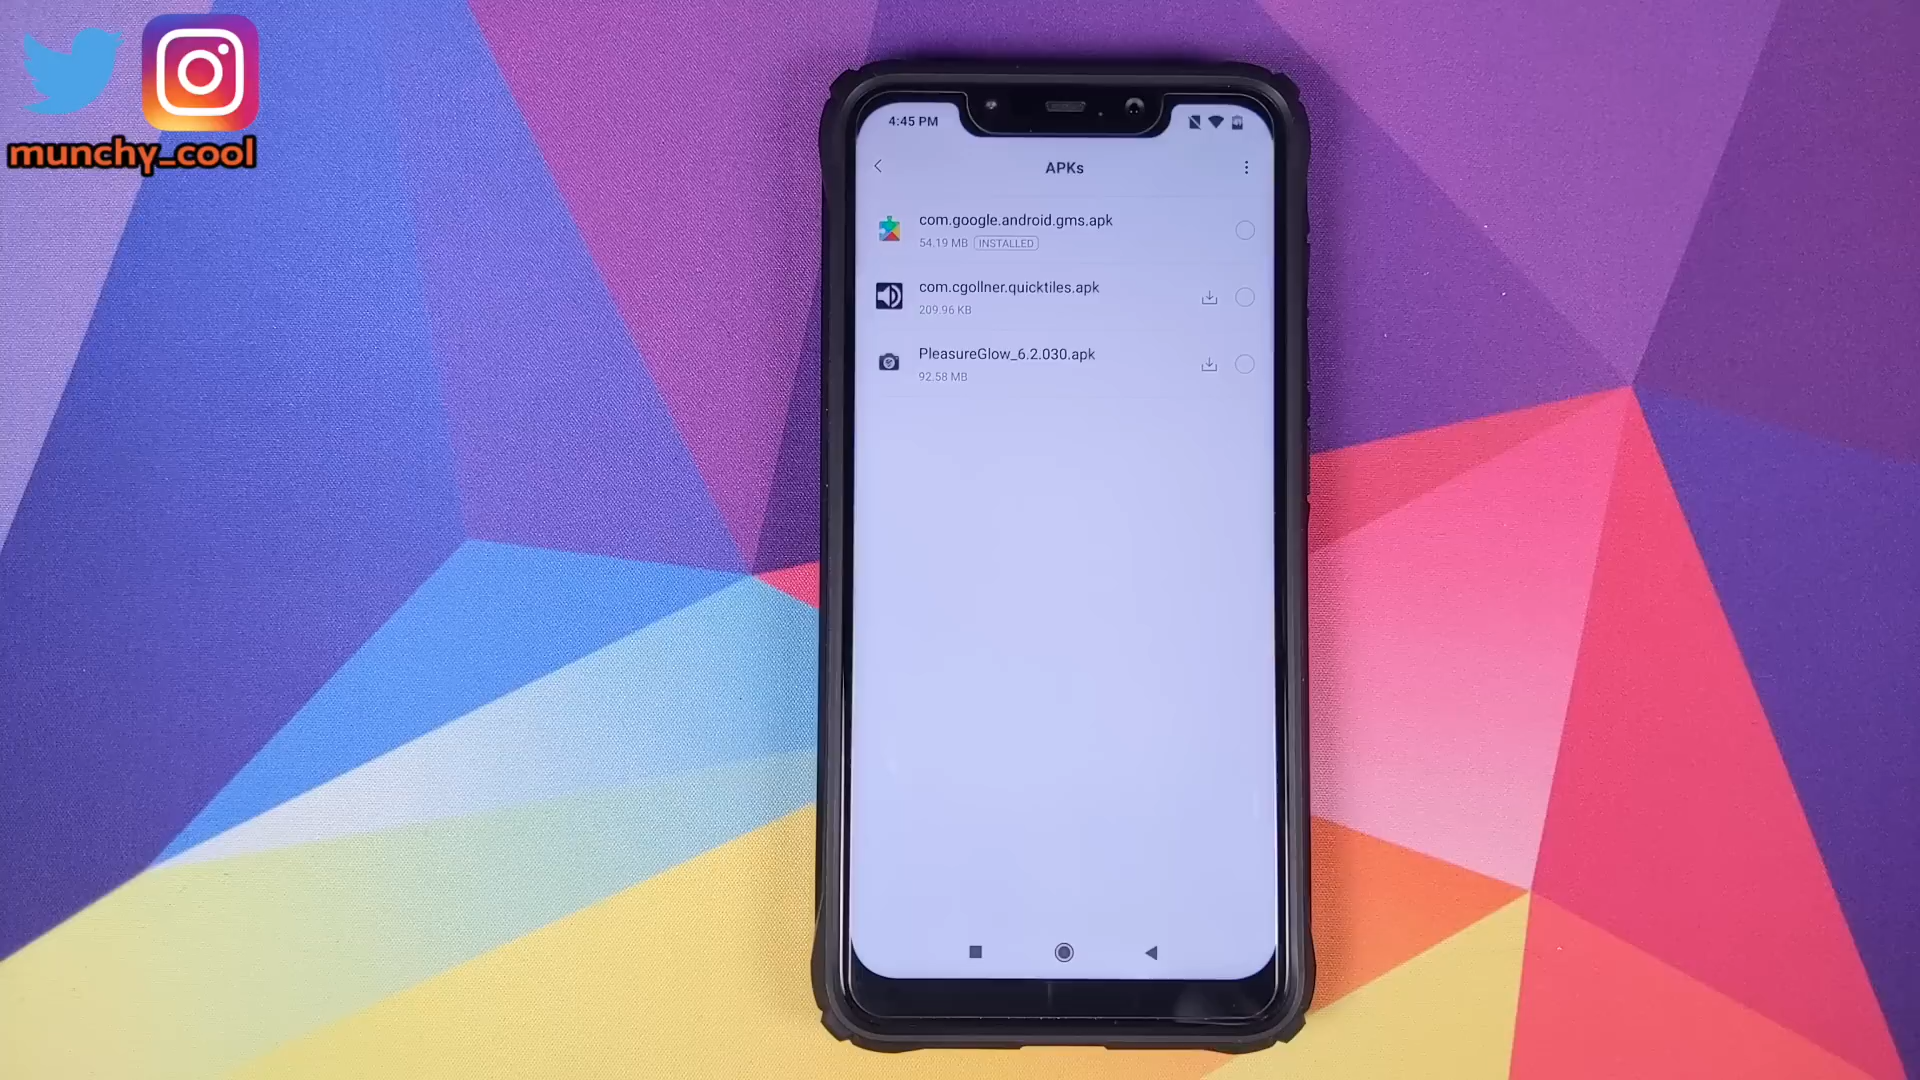 munchy_cool
4:45 PM
APKs
com.google.android.gms.apk
54.19 MB INSTALLED
com.cgollner.quicktiles.apk
209.96 KB
PleasureGlow_6.2.030.apk
92.58 MB